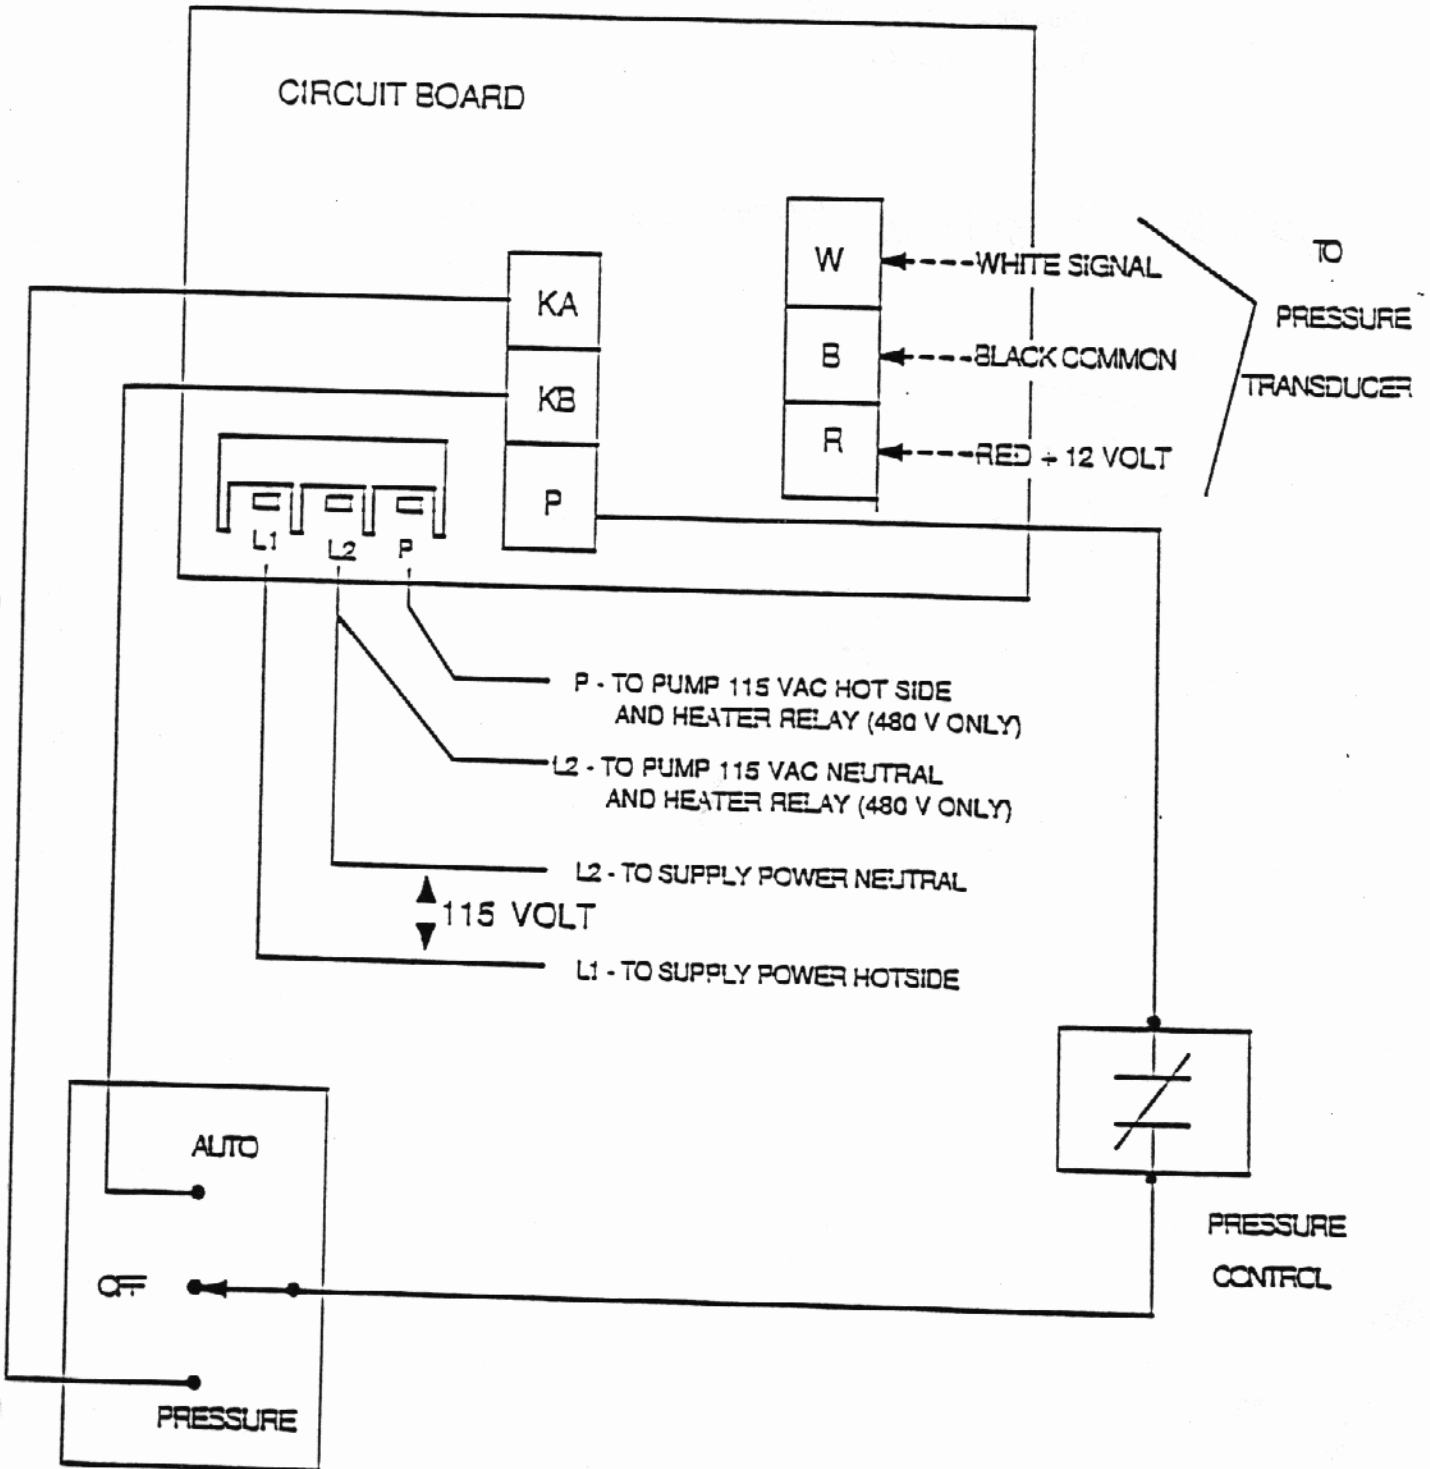 CIRCUIT BOARD
W
WHITE SIGNAL
TO
PRESSURE
TRANSDUCER
KA
B
BLACK COMMON
KB
R
RED + 12 VOLT
P
L1
L2
P
P - TO PUMP 115 VAC HOT SIDE
AND HEATER RELAY (480 V ONLY)
L2 - TO PUMP 115 VAC NEUTRAL
AND HEATER RELAY (480 V ONLY)
L2 - TO SUPPLY POWER NEUTRAL
115 VOLT
L1 - TO SUPPLY POWER HOTSIDE
AUTO
OFF
PRESSURE
PRESSURE
CONTROL